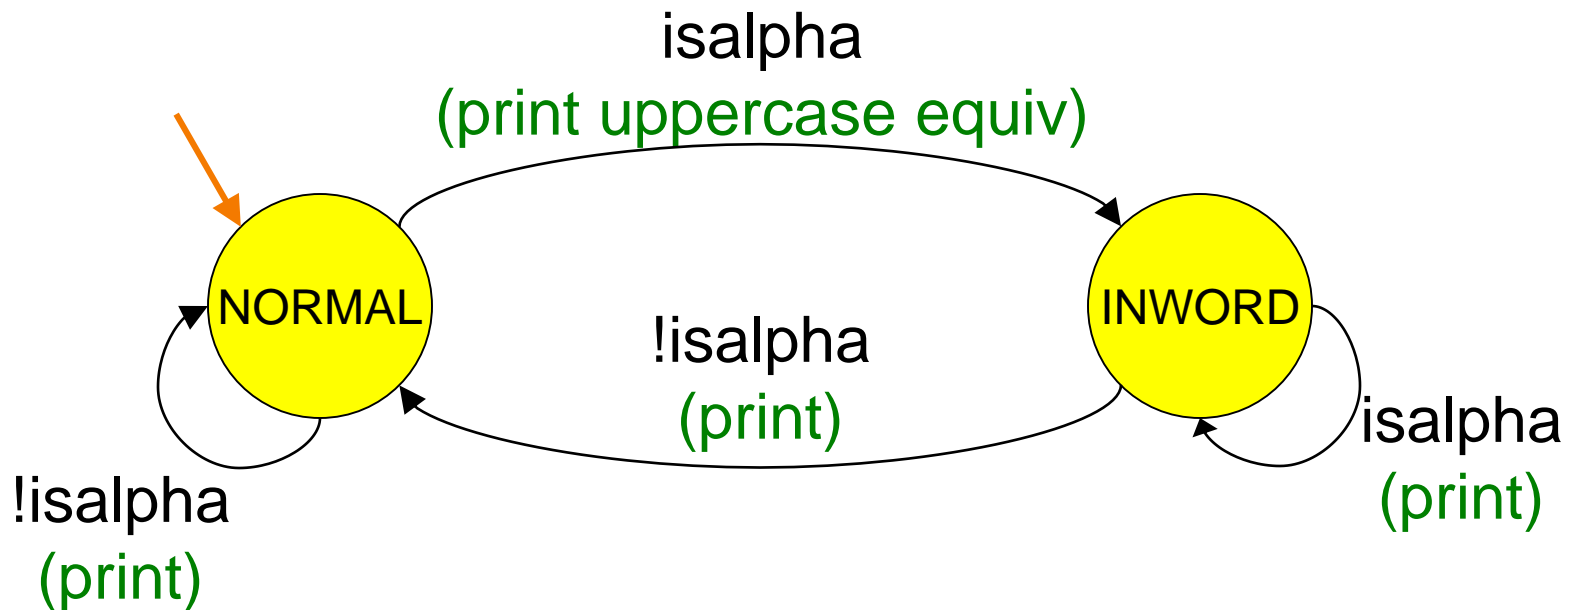 isalpha
(print uppercase equiv)
NORMAL
INWORD
!isalpha
(print)
isalpha
(print)
!isalpha
(print)